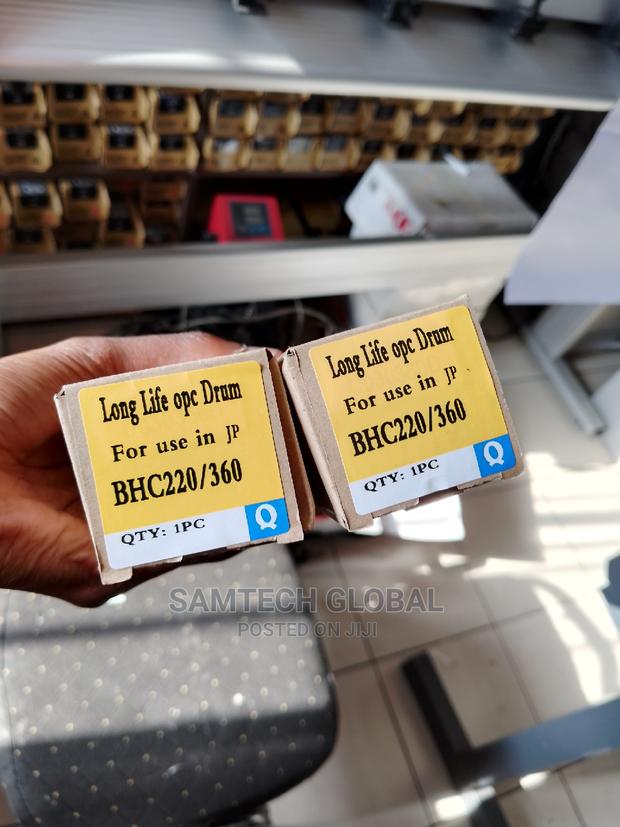 Long Life opc Drum
For use in JP
BHC220/360
QTY: 1PC
Q
Long Life opc Drum
For use in JP
BHC220/360
QTY: 1PC
Q
SAMTECH GLOBAL
POSTED ON JIJI